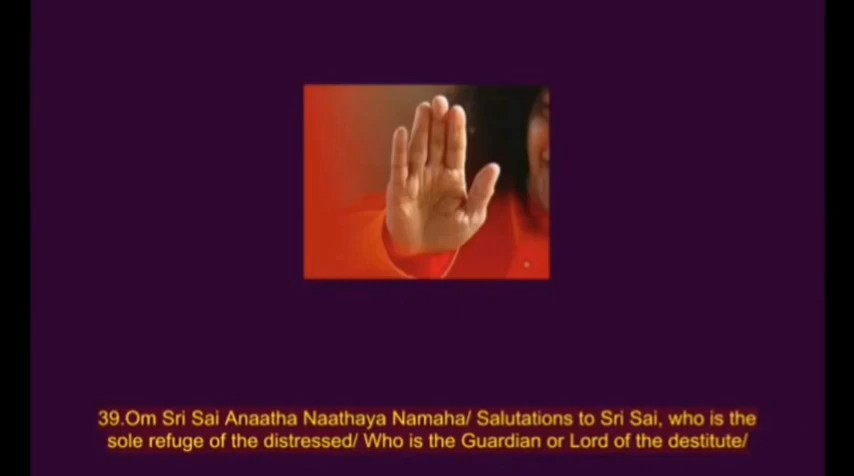 39.Om Sri Sai Anaatha Naathaya Namaha/ Salutations to Sri Sai, who is the
sole refuge of the distressed/ Who is the Guardian or Lord of the destitute/